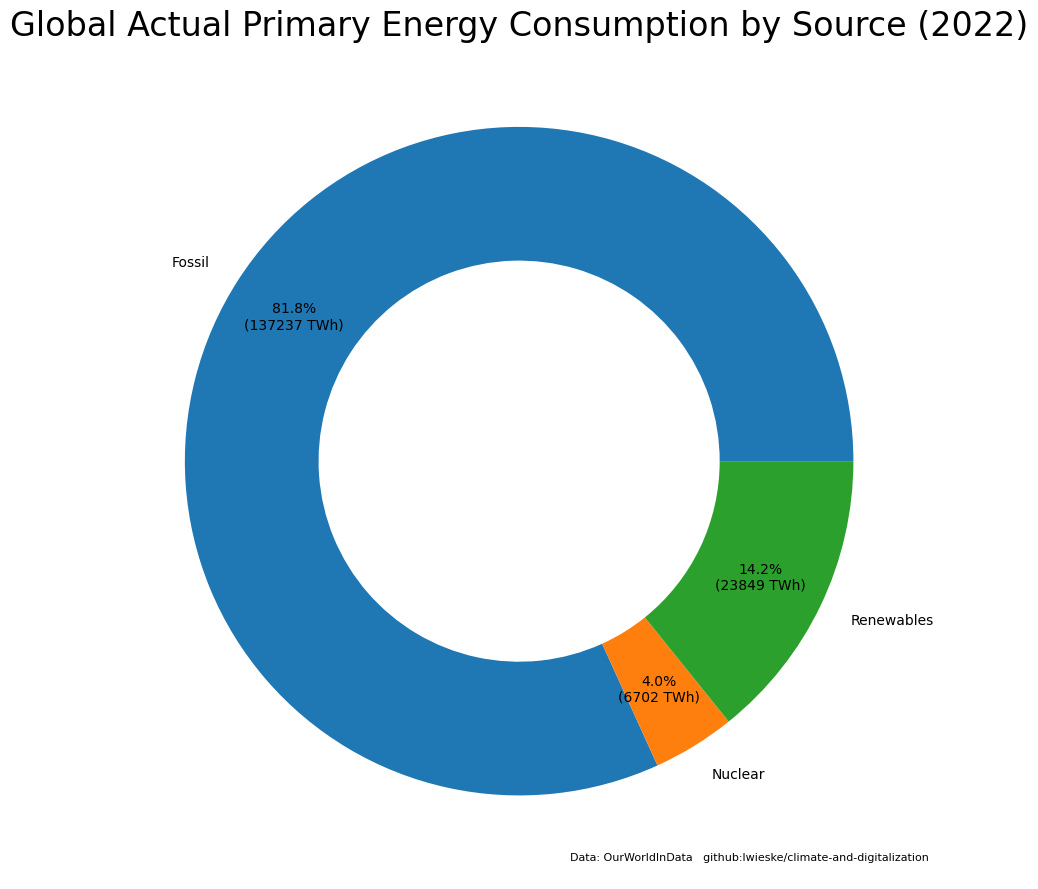 Global Actual Primary Energy Consumption by Source (2022)
Fossil
81.8%
(137237 TWh)
14.2%
(23849 TWh)
Renewables
4.0%
(6702 TWh)
Nuclear
Data: OurWorldInData   github:lwieske/climate-and-digitalization